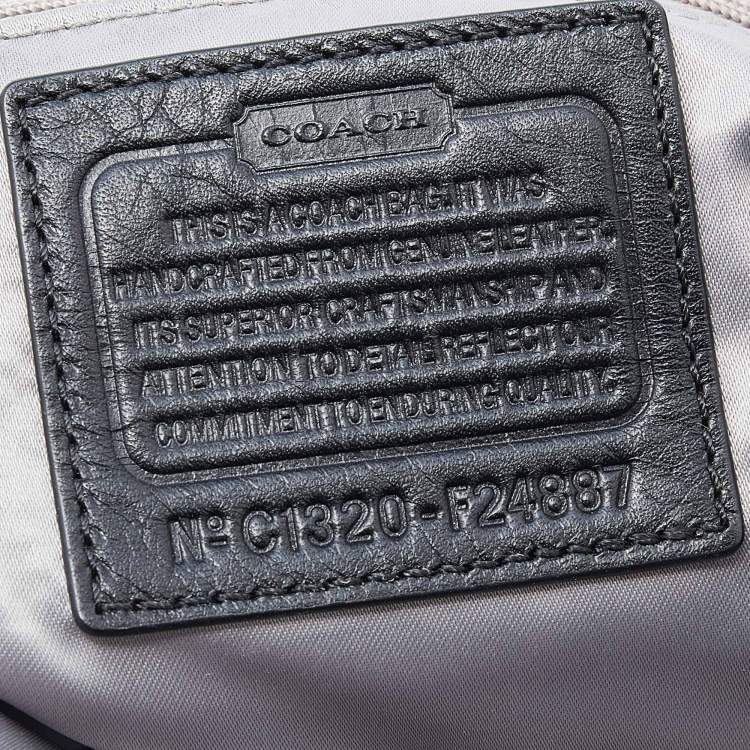 COACH
THIS IS A COACH BAG. IT WAS
HANDCRAFTED FROM GENUINE LEATHER.
ITS SUPERIOR CRAFTSMANSHIP AND
ATTENTION TO DETAIL REFLECT OUR
COMMITMENT TO ENDURING QUALITY.
Nº C1320-F24887